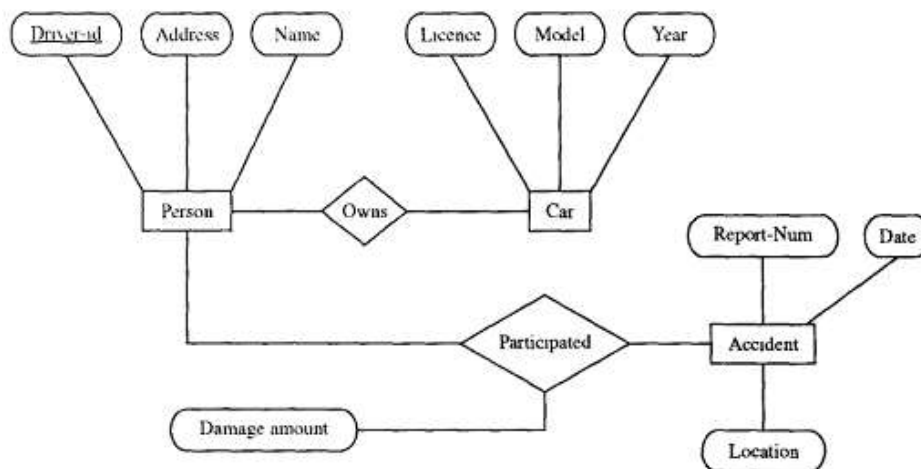 Driver-id Address Name Licence Model Year
Person Owns Car
Report-Num Date
Participated Accident
Damage amount
Location